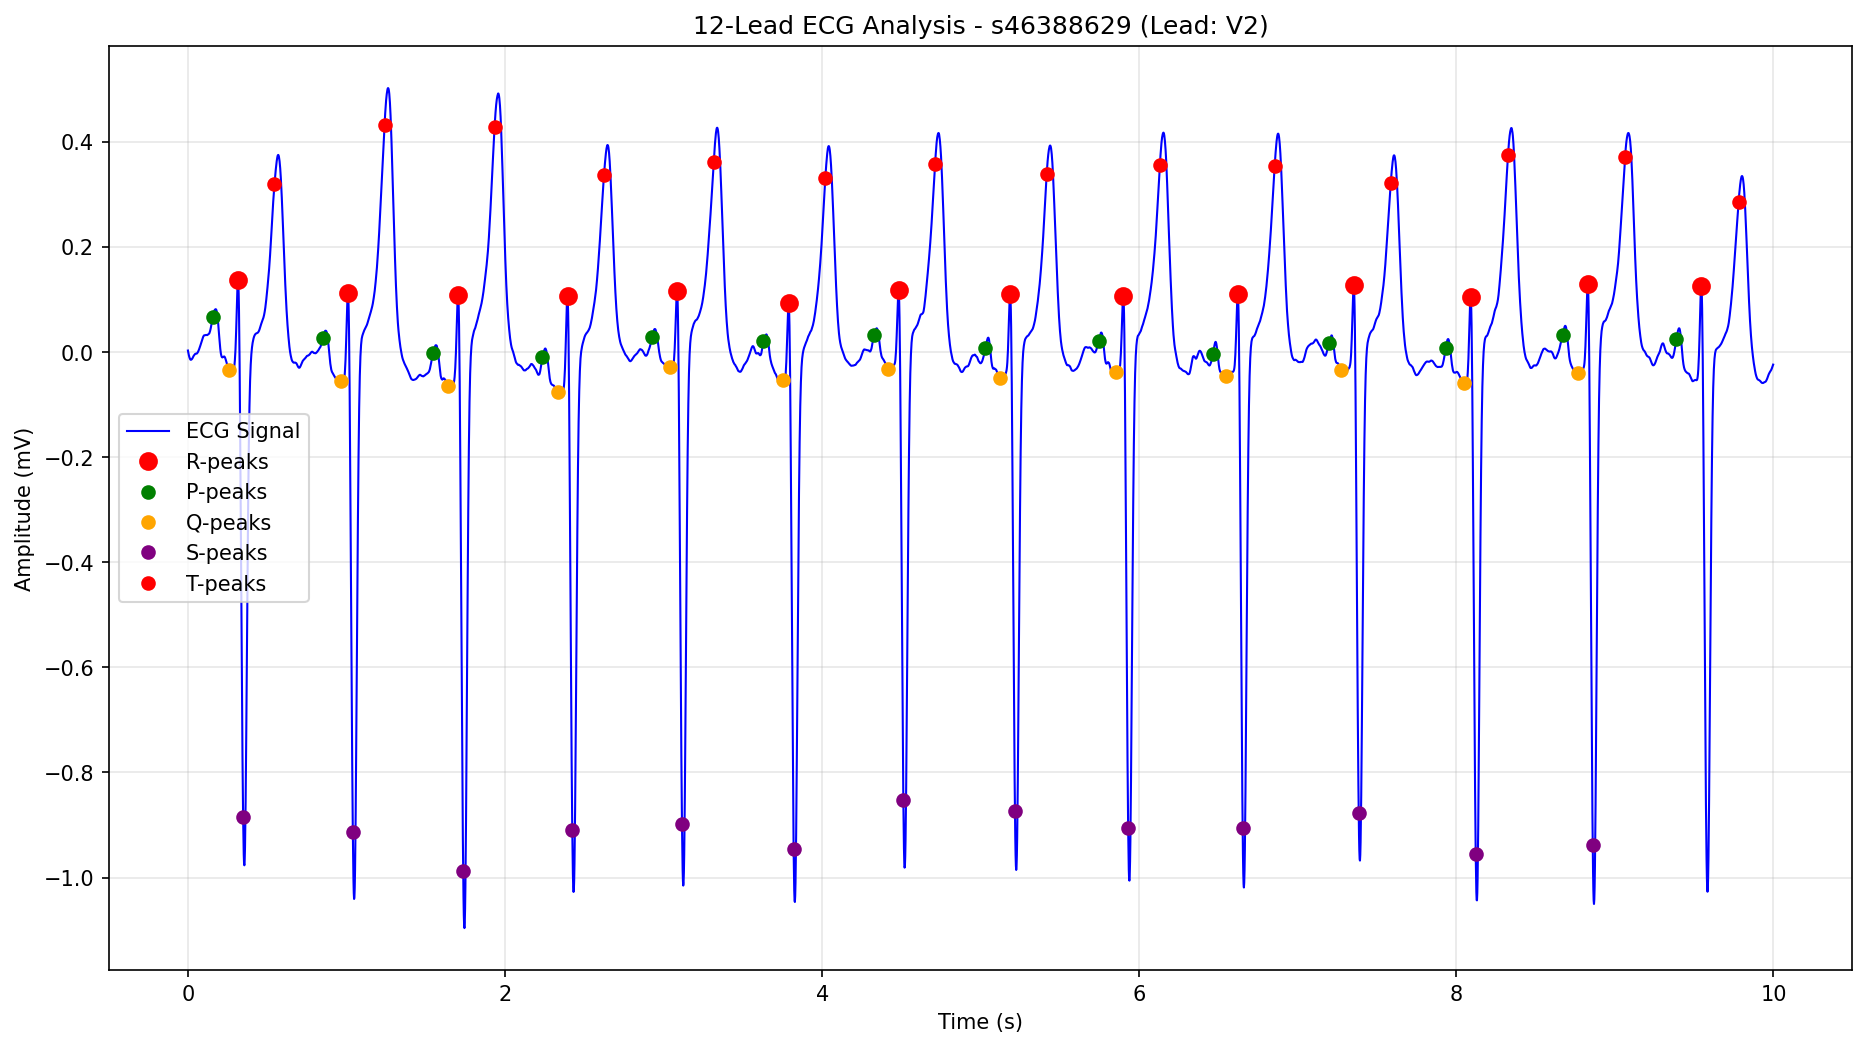 12-Lead ECG Analysis - s46388629 (Lead: V2)
Amplitude (mV)
0.4
0.2
0.0
−0.2
−0.4
−0.6
−0.8
−1.0
ECG Signal
R-peaks
P-peaks
Q-peaks
S-peaks
T-peaks
0 2 4 6 8 10
Time (s)